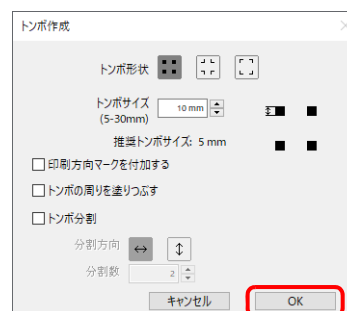 トンボ作成
トンボ形状
トンボサイズ 10 mm
(5-30mm)
推奨トンボサイズ: 5 mm
印刷方向マークを付加する
トンボの周りを塗りつぶす
トンボ分割
分割方向
分割数 2
キャンセル OK